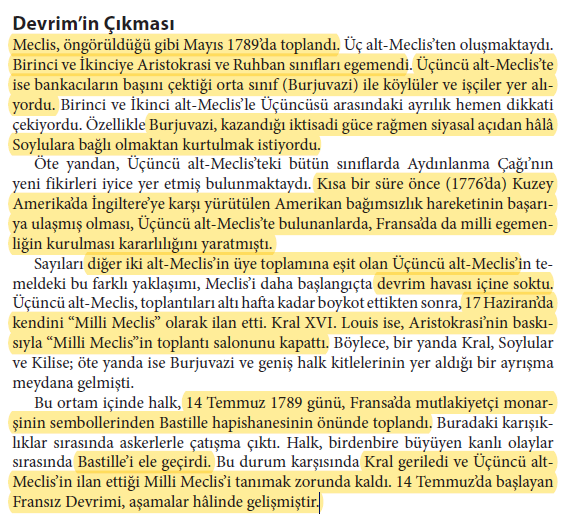 Devrim’in Çıkması
Meclis, öngörüldüğü gibi Mayıs 1789’da toplandı. Üç alt-Meclis’ten oluşmaktaydı.
Birinci ve İkinciye Aristokrasi ve Ruhban sınıfları egemendi. Üçüncü alt-Meclis’te
ise bankacıların başını çektiği orta sınıf (Burjuvazi) ile köylüler ve işçiler yer alı-
yordu. Birinci ve İkinci alt-Meclis’le Üçüncüsü arasındaki ayrılık hemen dikkati
çekiyordu. Özellikle Burjuvazi, kazandığı iktisadi güce rağmen siyasal açıdan hâlâ
Soylulara bağlı olmaktan kurtulmak istiyordu.
Öte yandan, Üçüncü alt-Meclis’teki bütün sınıflarda Aydınlanma Çağı’nın
yeni fikirleri iyice yer etmiş bulunmaktaydı. Kısa bir süre önce (1776’da) Kuzey
Amerika’da İngiltere’ye karşı yürütülen Amerikan bağımsızlık hareketinin başarı-
ya ulaşmış olması, Üçüncü alt-Meclis’te bulunanlarda, Fransa’da da milli egemen-
liğin kurulması kararlılığını yaratmıştı.
Sayıları diğer iki alt-Meclis’in üye toplamına eşit olan Üçüncü alt-Meclis’in te-
meldeki bu farklı yaklaşımı, Meclis’i daha başlangıçta devrim havası içine soktu.
Üçüncü alt-Meclis, toplantıları altı hafta kadar boykot ettikten sonra, 17 Haziran’da
kendini “Milli Meclis” olarak ilan etti. Kral XVI. Louis ise, Aristokrasi’nin baskı-
sıyla “Milli Meclis”in toplantı salonunu kapattı. Böylece, bir yanda Kral, Soylular
ve Kilise; öte yanda ise Burjuvazi ve geniş halk kitlelerinin yer aldığı bir ayrışma
meydana gelmişti.
Bu ortam içinde halk, 14 Temmuz 1789 günü, Fransa’da mutlakiyetçi monar-
şinin sembollerinden Bastille hapishanesinin önünde toplandı. Buradaki karışık-
lıklar sırasında askerlerle çatışma çıktı. Halk, birdenbire büyüyen kanlı olaylar
sırasında Bastille’i ele geçirdi. Bu durum karşısında Kral geriledi ve Üçüncü alt-
Meclis’in ilan ettiği Milli Meclis’i tanımak zorunda kaldı. 14 Temmuz’da başlayan
Fransız Devrimi, aşamalar hâlinde gelişmiştir.